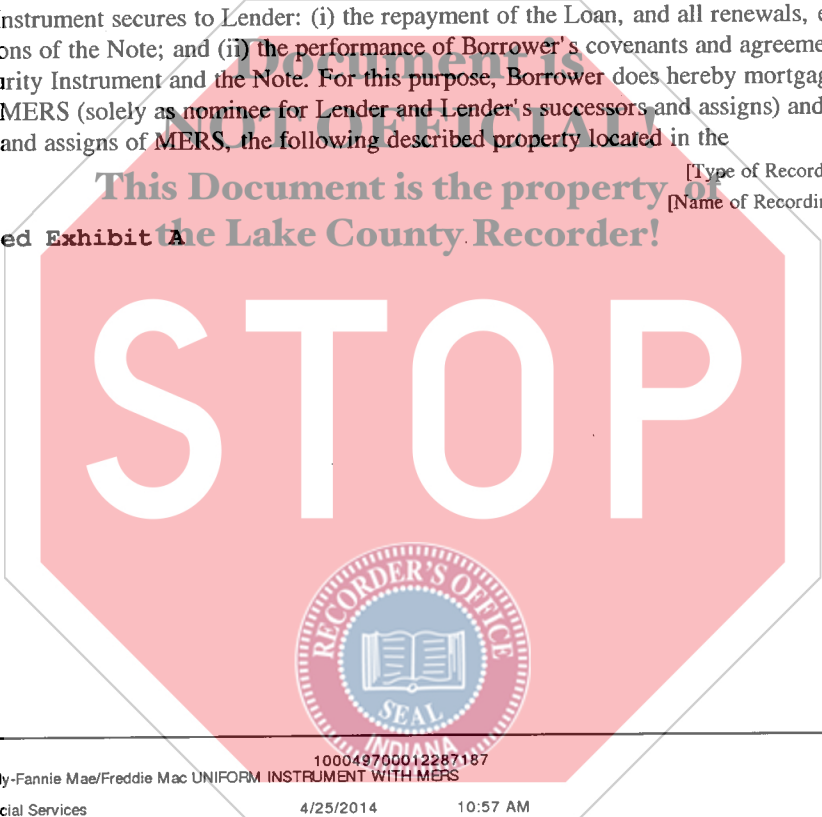 nstrument secures to Lender: (i) the repayment of the Loan, and all renewals, e
ons of the Note; and (ii) the performance of Borrower's covenants and agreeme
urity Instrument and the Note. For this purpose, Borrower does hereby mortgag
MERS (solely as nominee for Lender and Lender's successors and assigns) and
and assigns of MERS, the following described property located in the
[Type of Record
[Name of Recordin
ed Exhibit A
Document is
NOT OFFICIAL!
This Document is the property of
the Lake County Recorder!
STOP
RECORDER'S OFFICE
SEAL
INDIANA
100049700012287187
ly-Fannie Mae/Freddie Mac UNIFORM INSTRUMENT WITH MERS
cial Services 4/25/2014 10:57 AM